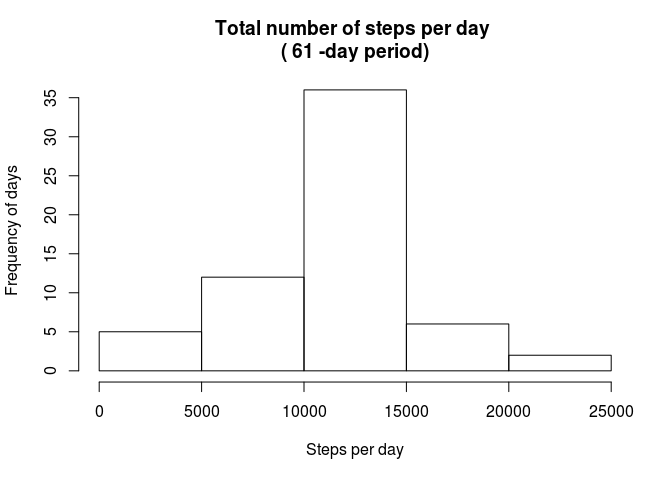 Total number of steps per day
( 61 -day period)
Frequency of days
35
30
25
20
15
10
5
0
0 5000 10000 15000 20000 25000
Steps per day